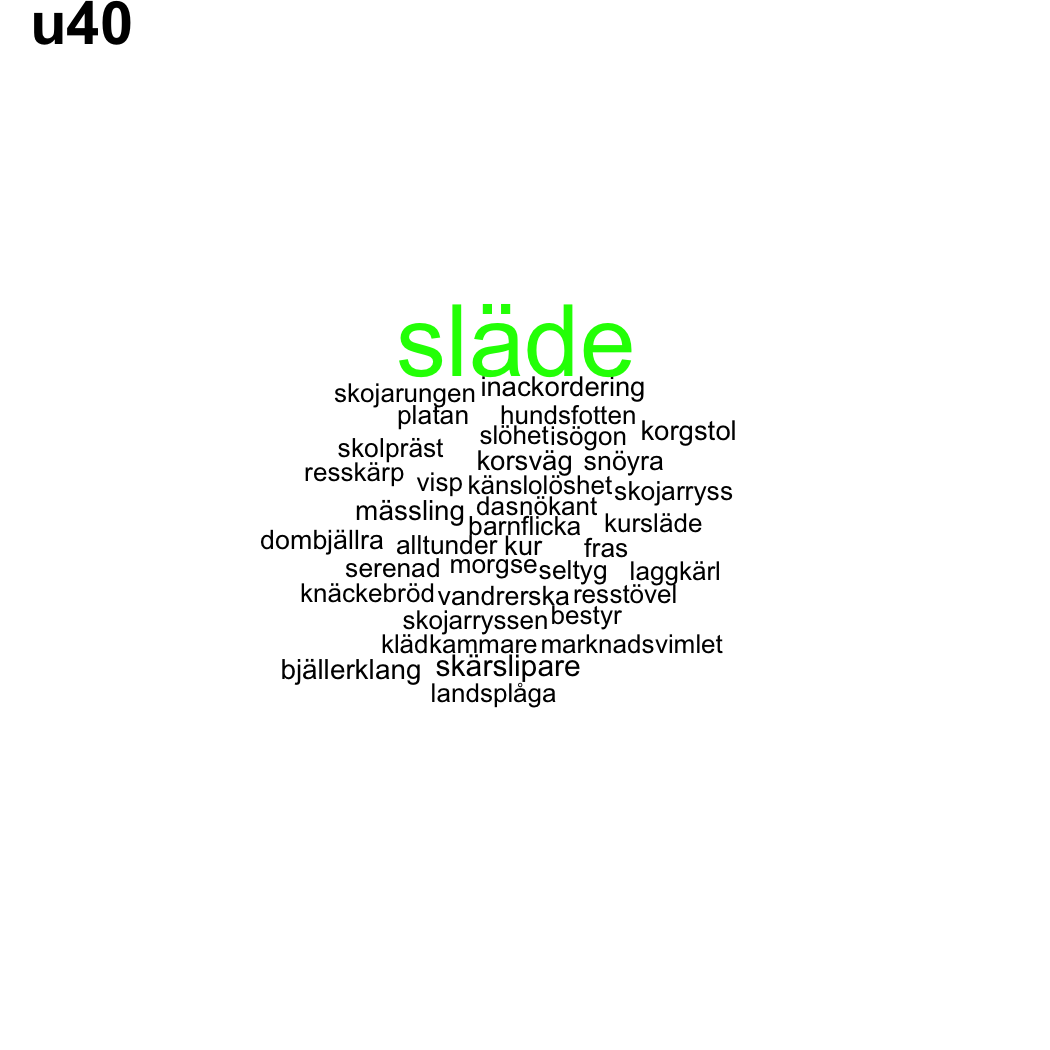 u40
släde
skojarungen inackordering
platan hundsfotten
slöhet isögon korgstol
skolpräst korsväg snöyra
resskärp visp känslolöshet skojarryss
mässling dasnökant
barnflicka kursläde
dombjällra alltunder kur fras
serenad morgse seltyg laggkärl
knäckebröd vandrerska resstövel
skojarryssen bestyr
klädkammare marknadsvimlet
bjällerklang skärslipare
landsplåga